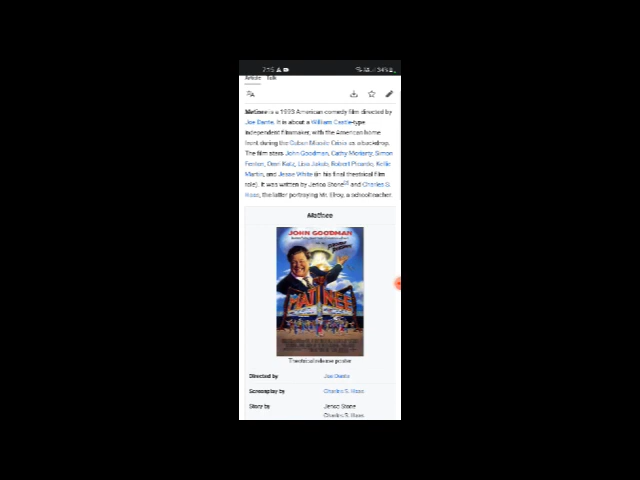 Article Talk
Matinee is a 1993 American comedy film directed by
Joe Dante. It is about a William Castle-type
independent filmmaker, with the American home
front during the Cuban Missile Crisis as a backdrop.
The film stars John Goodman, Cathy Moriarty, Simon
Fenton, Omri Katz, Lisa Jakub, Robert Picardo, Kellie
Martin, and Jesse White (in his final theatrical film
role). It was written by Jerico Stone and Charles S.
Haas, the latter portraying Mr. Elroy, a schoolteacher.
Matinee
JOHN GOODMAN
MATINEE
Theatrical release poster
Directed by Joe Dante
Screenplay by Charles S. Haas
Story by Jerico Stone
Charles S. Haas